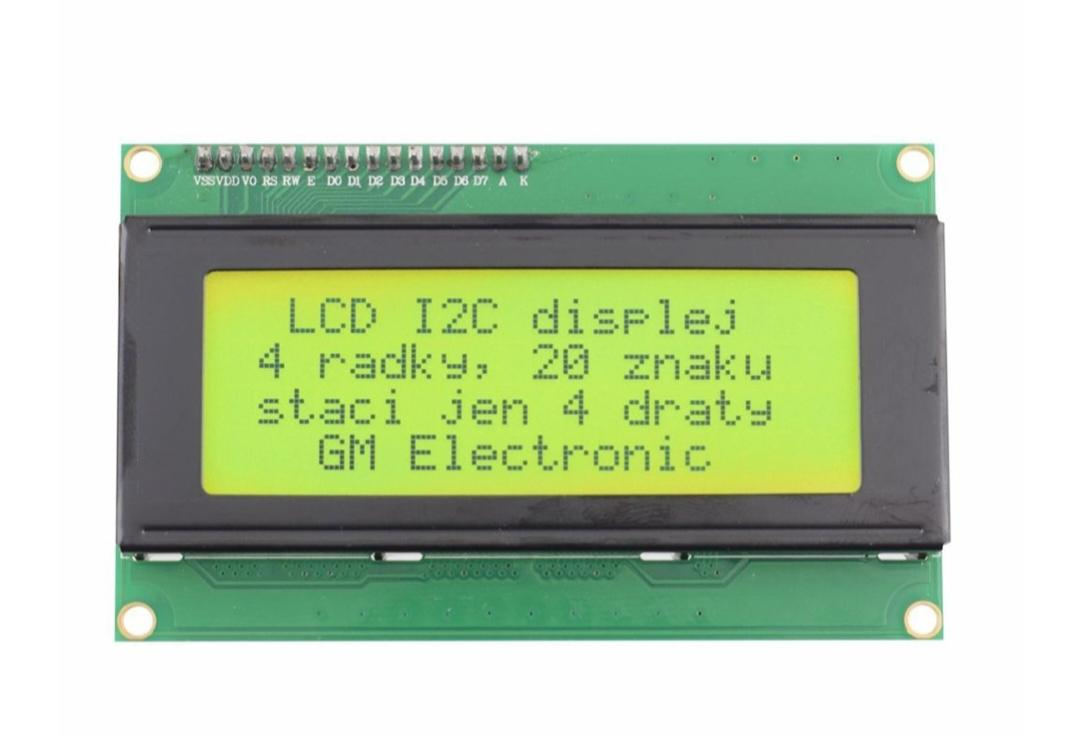 VSS VDD VO RS RW E D0 D1 D2 D3 D4 D5 D6 D7 A K
LCD I2C displej
4 radky, 20 znaku
staci jen 4 draty
GM Electronic